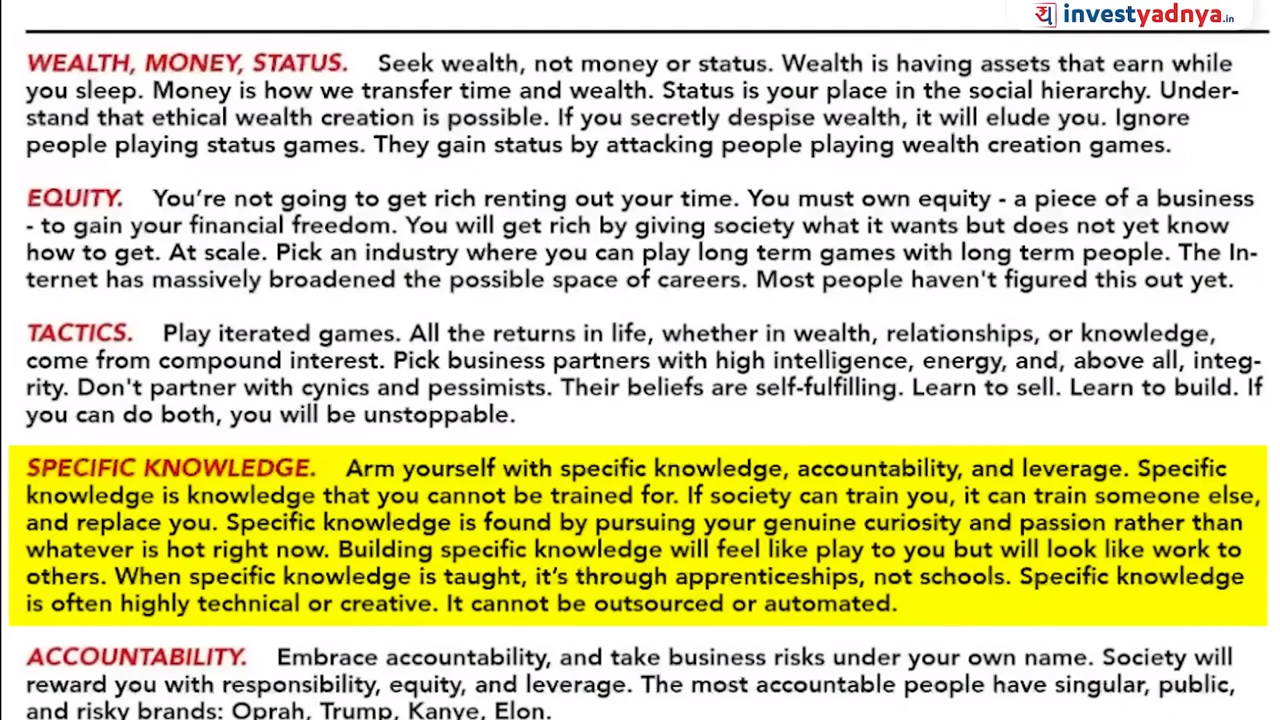 investyadnya.in
WEALTH, MONEY, STATUS. Seek wealth, not money or status. Wealth is having assets that earn while
you sleep. Money is how we transfer time and wealth. Status is your place in the social hierarchy. Under-
stand that ethical wealth creation is possible. If you secretly despise wealth, it will elude you. Ignore
people playing status games. They gain status by attacking people playing wealth creation games.
EQUITY. You're not going to get rich renting out your time. You must own equity - a piece of a business
- to gain your financial freedom. You will get rich by giving society what it wants but does not yet know
how to get. At scale. Pick an industry where you can play long term games with long term people. The In-
ternet has massively broadened the possible space of careers. Most people haven't figured this out yet.
TACTICS. Play iterated games. All the returns in life, whether in wealth, relationships, or knowledge,
come from compound interest. Pick business partners with high intelligence, energy, and, above all, integ-
rity. Don't partner with cynics and pessimists. Their beliefs are self-fulfilling. Learn to sell. Learn to build. If
you can do both, you will be unstoppable.
SPECIFIC KNOWLEDGE. Arm yourself with specific knowledge, accountability, and leverage. Specific
knowledge is knowledge that you cannot be trained for. If society can train you, it can train someone else,
and replace you. Specific knowledge is found by pursuing your genuine curiosity and passion rather than
whatever is hot right now. Building specific knowledge will feel like play to you but will look like work to
others. When specific knowledge is taught, it's through apprenticeships, not schools. Specific knowledge
is often highly technical or creative. It cannot be outsourced or automated.
ACCOUNTABILITY. Embrace accountability, and take business risks under your own name. Society will
reward you with responsibility, equity, and leverage. The most accountable people have singular, public,
and risky brands: Oprah, Trump, Kanye, Elon.